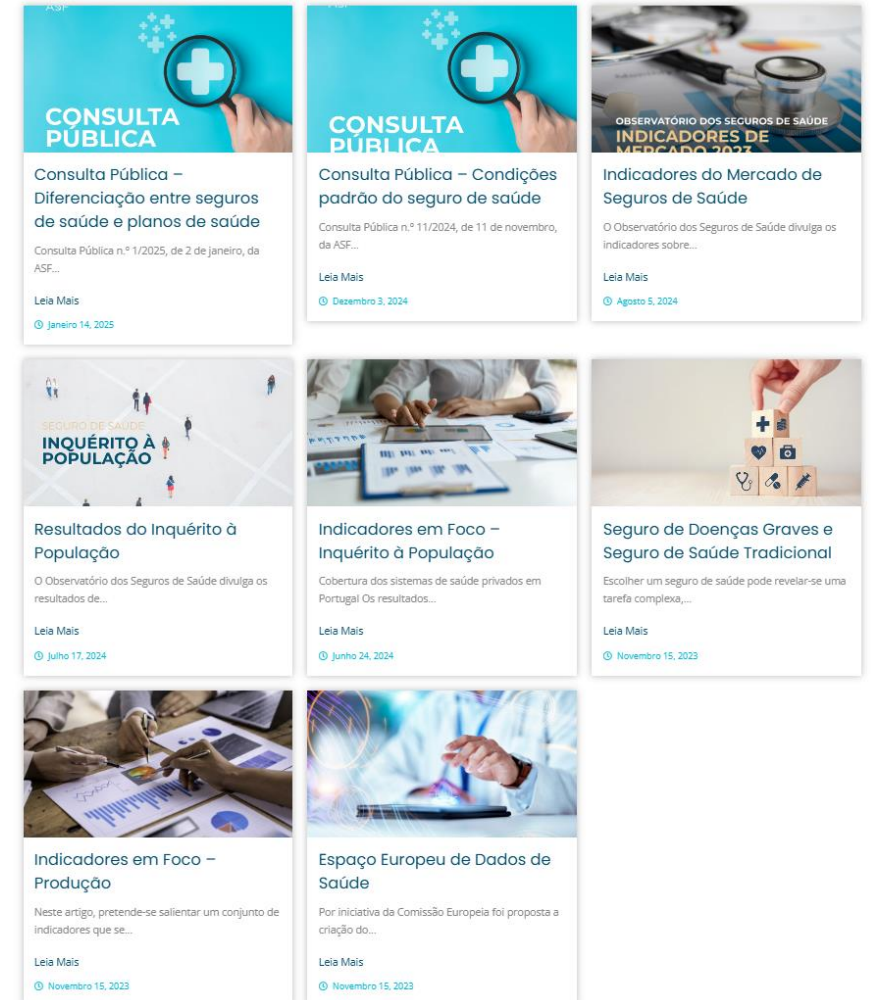 ASF
CONSULTA
PÚBLICA
Consulta Pública –
Diferenciação entre seguros
de saúde e planos de saúde
Consulta Pública n.º 1/2025, de 2 de janeiro, da
ASF...
Leia Mais
Janeiro 14, 2025
ASF
CONSULTA
PÚBLICA
Consulta Pública – Condições
padrão do seguro de saúde
Consulta Pública n.º 11/2024, de 11 de novembro,
da ASF...
Leia Mais
Dezembro 3, 2024
OBSERVATÓRIO DOS SEGUROS DE SAÚDE
INDICADORES DE
MERCADO 2023
Indicadores do Mercado de
Seguros de Saúde
O Observatório dos Seguros de Saúde divulga os
indicadores sobre...
Leia Mais
Agosto 5, 2024
SEGURO DE SAÚDE
INQUÉRITO À
POPULAÇÃO
Resultados do Inquérito à
População
O Observatório dos Seguros de Saúde divulga os
resultados de...
Leia Mais
Julho 17, 2024
Indicadores em Foco –
Inquérito à População
Cobertura dos sistemas de saúde privados em
Portugal Os resultados...
Leia Mais
Junho 24, 2024
Seguro de Doenças Graves e
Seguro de Saúde Tradicional
Escolher um seguro de saúde pode revelar-se uma
tarefa complexa,...
Leia Mais
Novembro 15, 2023
Indicadores em Foco –
Produção
Neste artigo, pretende-se salientar um conjunto de
indicadores que se...
Leia Mais
Novembro 15, 2023
Espaço Europeu de Dados de
Saúde
Por iniciativa da Comissão Europeia foi proposta a
criação do...
Leia Mais
Novembro 15, 2023